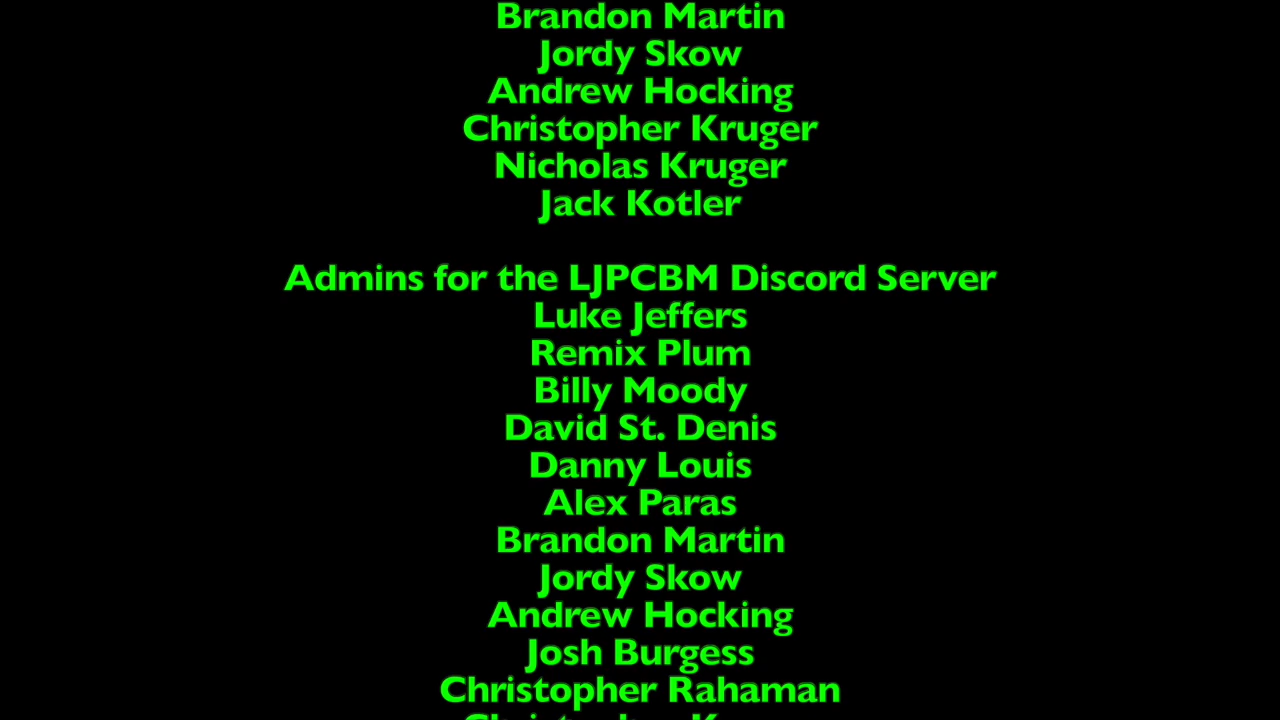 Brandon Martin
Jordy Skow
Andrew Hocking
Christopher Kruger
Nicholas Kruger
Jack Kotler
Admins for the LJPCBM Discord Server
Luke Jeffers
Remix Plum
Billy Moody
David St. Denis
Danny Louis
Alex Paras
Brandon Martin
Jordy Skow
Andrew Hocking
Josh Burgess
Christopher Rahaman